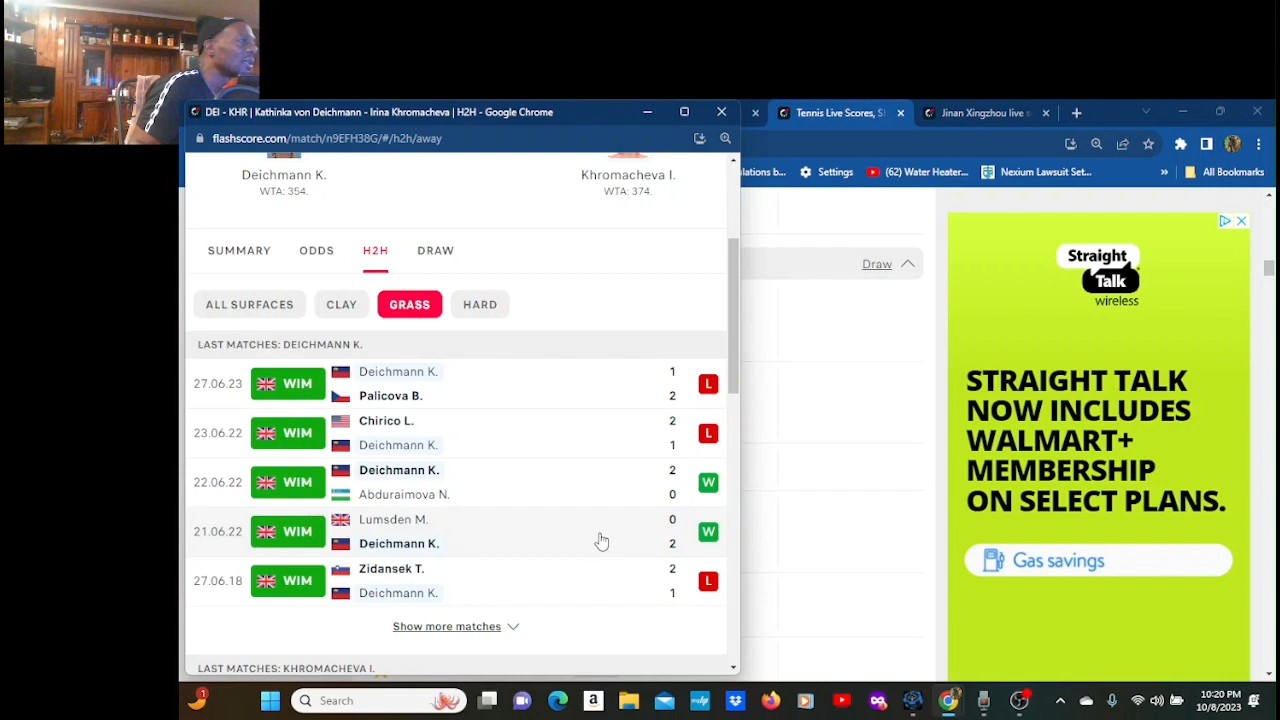 DEI - KHR | Kathinka von Deichmann - Irina Khromacheva | H2H - Google Chrome
Tennis Live Scores, S
Jinan Xingzhou live s
flashscore.com/match/n9EFH38G/#/h2h/away
Settings
(62) Water Heater...
Nexium Lawsuit Set...
»
All Bookmarks
Deichmann K.
Khromacheva I.
WTA: 354.
WTA: 374.
SUMMARY
ODDS
H2H
DRAW
Draw
ALL SURFACES
CLAY
GRASS
HARD
LAST MATCHES: DEICHMANN K.
27.06.23 WIM Deichmann K. 1 L
Palicova B. 2
23.06.22 WIM Chirico L. 2 L
Deichmann K. 1
22.06.22 WIM Deichmann K. 2 W
Abduraimova N. 0
21.06.22 WIM Lumsden M. 0 W
Deichmann K. 2
27.06.18 WIM Zidansek T. 2 L
Deichmann K. 1
Show more matches
LAST MATCHES: KHROMACHEVA I.
Straight
Talk
wireless
STRAIGHT TALK
NOW INCLUDES
WALMART+
MEMBERSHIP
ON SELECT PLANS.
Gas savings
1
Search
10:20 PM
10/8/2023